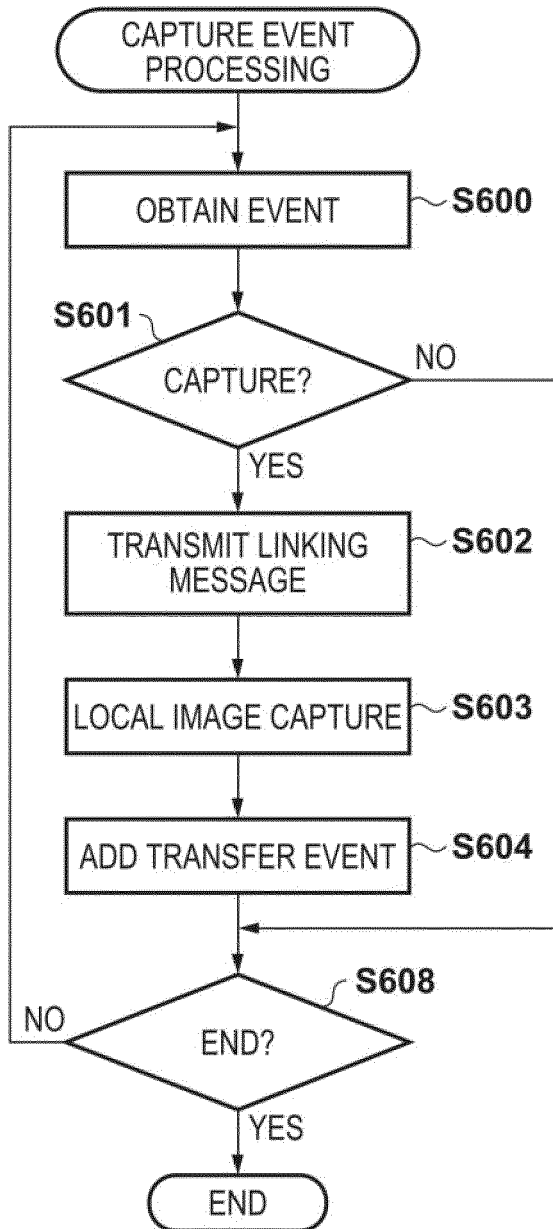 CAPTURE EVENT
PROCESSING
OBTAIN EVENT
S600
S601
CAPTURE?
NO
YES
TRANSMIT LINKING
MESSAGE
S602
LOCAL IMAGE CAPTURE
S603
ADD TRANSFER EVENT
S604
S608
NO
END?
YES
END